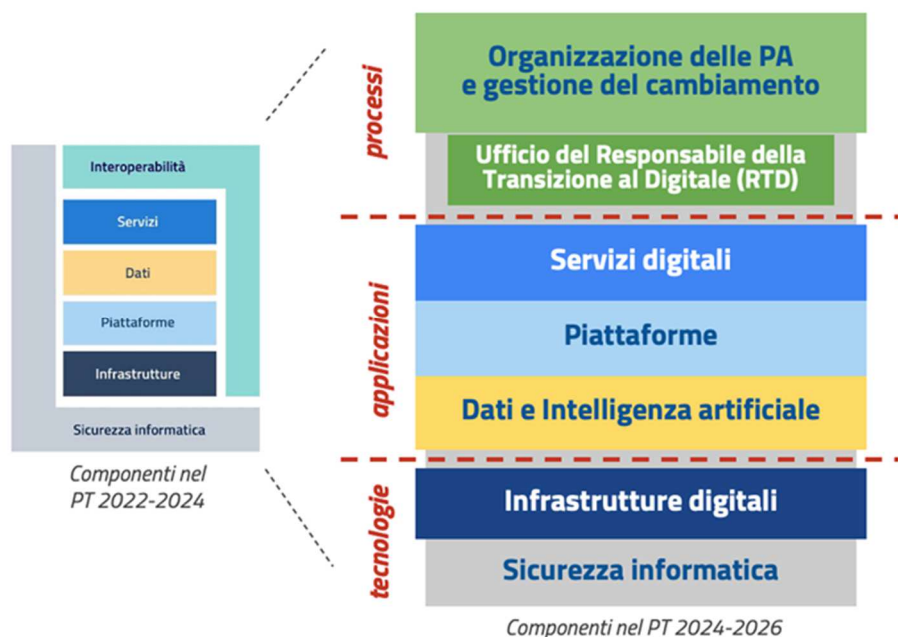 Interoperabilità
Servizi
Dati
Piattaforme
Infrastrutture
Sicurezza informatica
Componenti nel
PT 2022-2024
processi
Organizzazione delle PA
e gestione del cambiamento
Ufficio del Responsabile della
Transizione al Digitale (RTD)
applicazioni
Servizi digitali
Piattaforme
Dati e Intelligenza artificiale
tecnologie
Infrastrutture digitali
Sicurezza informatica
Componenti nel PT 2024-2026